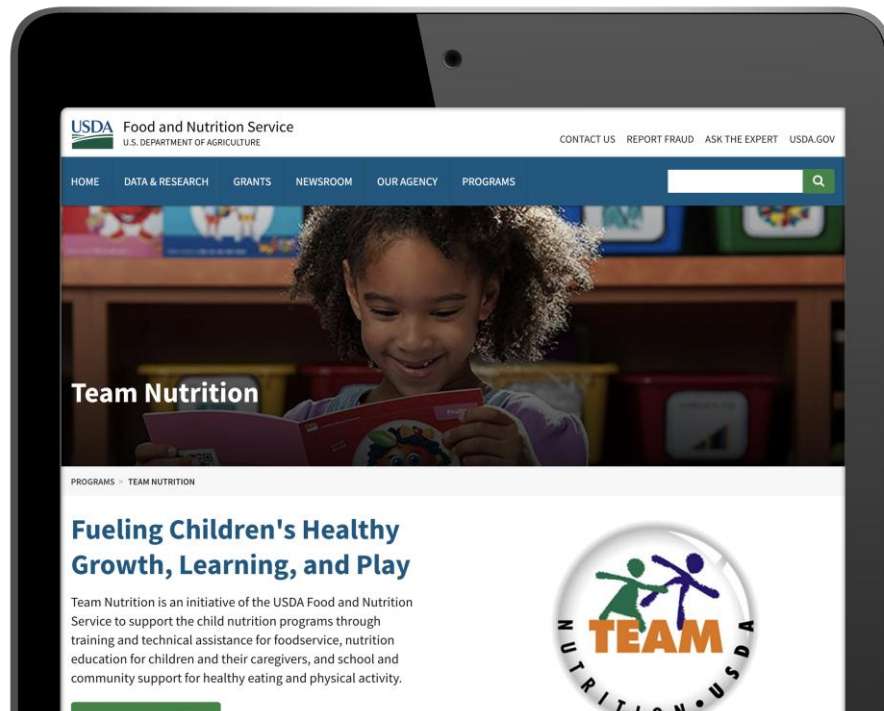 USDA Food and Nutrition Service
U.S. DEPARTMENT OF AGRICULTURE
CONTACT US REPORT FRAUD ASK THE EXPERT USDA.GOV
HOME DATA & RESEARCH GRANTS NEWSROOM OUR AGENCY PROGRAMS
Team Nutrition
PROGRAMS > TEAM NUTRITION
Fueling Children's Healthy
Growth, Learning, and Play
Team Nutrition is an initiative of the USDA Food and Nutrition
Service to support the child nutrition programs through
training and technical assistance for foodservice, nutrition
education for children and their caregivers, and school and
community support for healthy eating and physical activity.
TEAM
NUTRITION • USDA